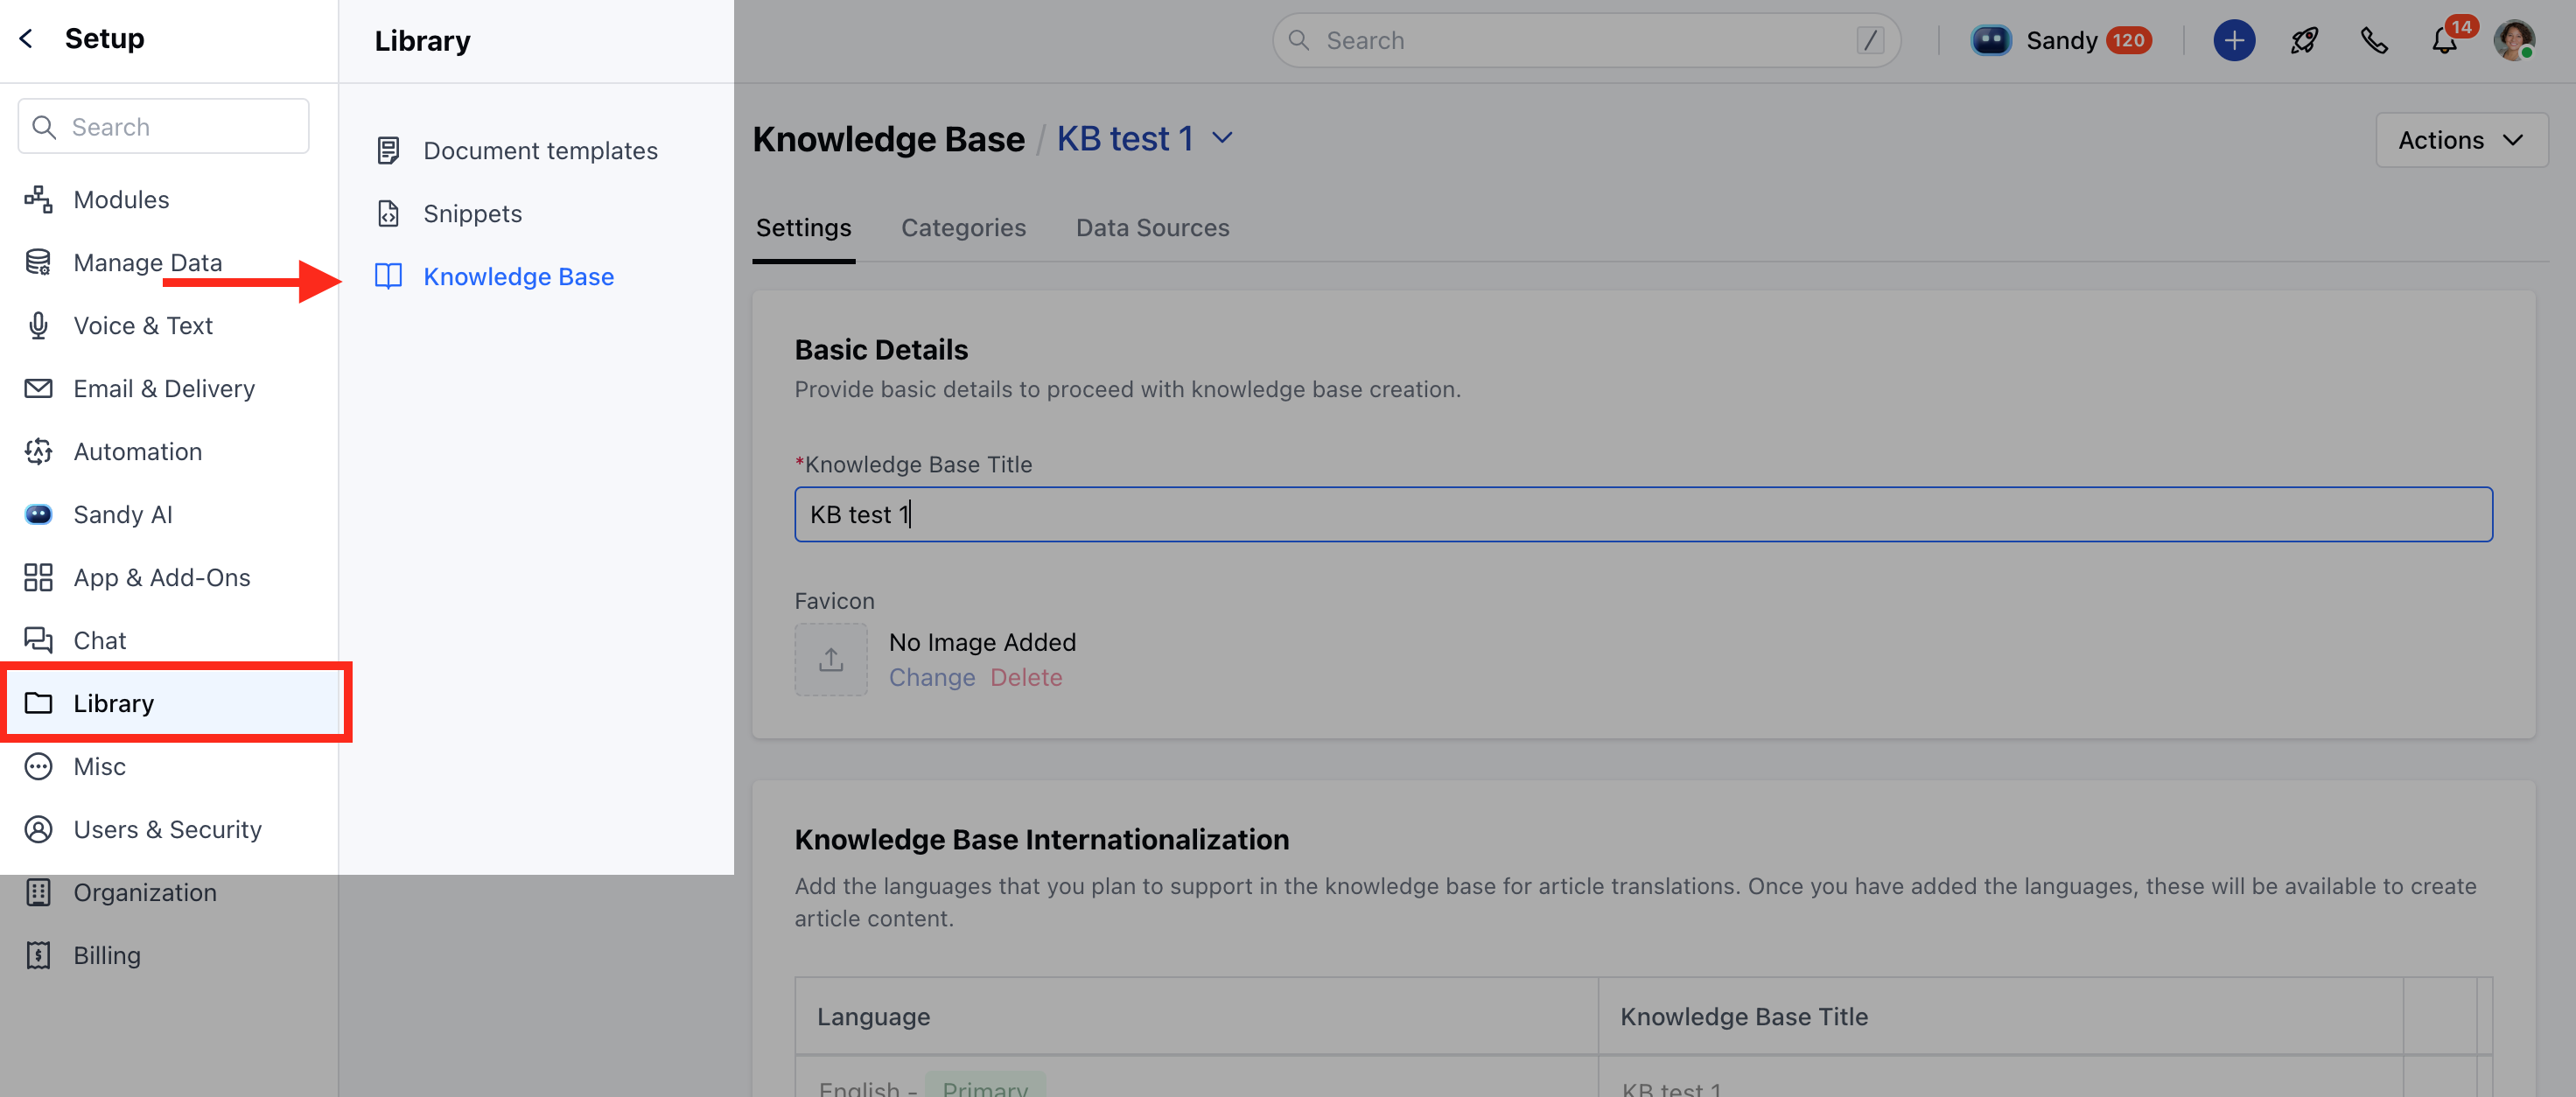 Setup
Search
Modules
Manage Data
Voice & Text
Email & Delivery
Automation
Sandy AI
App & Add-Ons
Chat
Library
Misc
Users & Security
Organization
Billing
Library
Document templates
Snippets
Knowledge Base
Search /
Sandy 120
14
Knowledge Base / KB test 1
Actions
Settings Categories Data Sources
Basic Details
Provide basic details to proceed with knowledge base creation.
*Knowledge Base Title
KB test 1
Favicon
No Image Added
Change Delete
Knowledge Base Internationalization
Add the languages that you plan to support in the knowledge base for article translations. Once you have added the languages, these will be available to create
article content.
Language Knowledge Base Title
English - Primary KB test 1